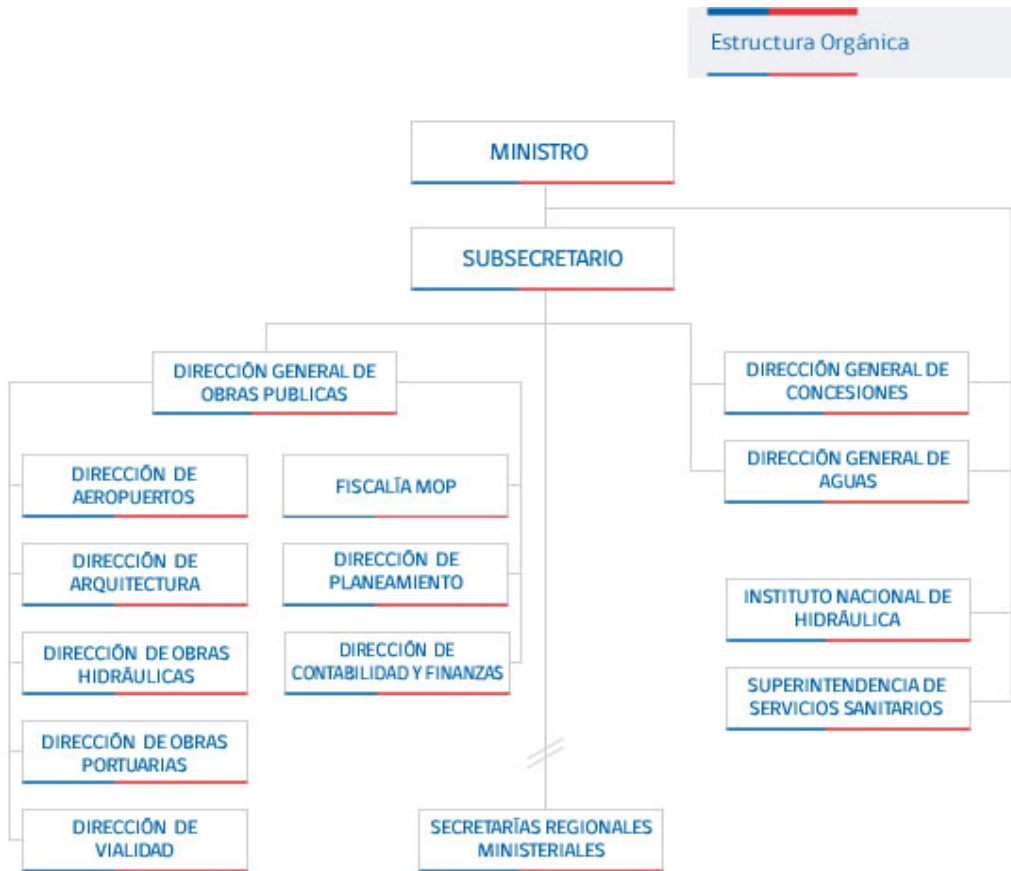 Estructura Orgánica
MINISTRO
SUBSECRETARIO
DIRECCIÓN GENERAL DE
OBRAS PUBLICAS
DIRECCIÓN DE
AEROPUERTOS
DIRECCIÓN DE
ARQUITECTURA
DIRECCIÓN DE OBRAS
HIDRÁULICAS
DIRECCIÓN DE OBRAS
PORTUARIAS
DIRECCIÓN DE
VIALIDAD
FISCALÍA MOP
DIRECCIÓN DE
PLANEAMIENTO
DIRECCIÓN DE
CONTABILIDAD Y FINANZAS
SECRETARÍAS REGIONALES
MINISTERIALES
DIRECCIÓN GENERAL DE
CONCESIONES
DIRECCIÓN GENERAL DE
AGUAS
INSTITUTO NACIONAL DE
HIDRÁULICA
SUPERINTENDENCIA DE
SERVICIOS SANITARIOS